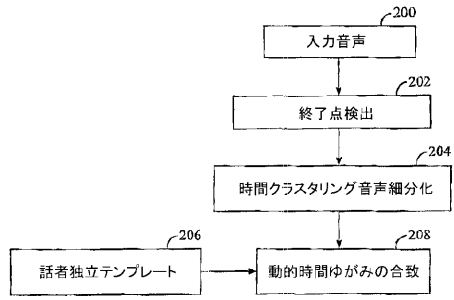 200
入力音声
202
終了点検出
204
時間クラスタリング音声細分化
206
話者独立テンプレート
208
動的時間ゆがみの合致